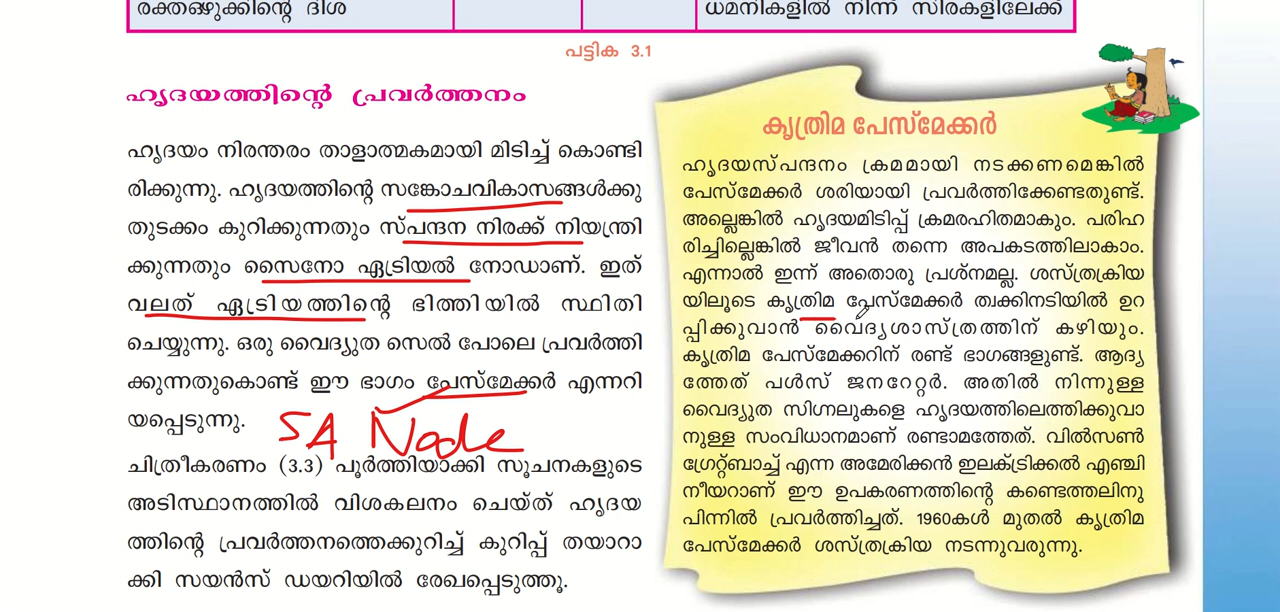 രക്തഒഴുക്കിന്റെ ദിശ
ധമനികളിൽ നിന്ന് സിരകളിലേക്ക്
പട്ടിക 3.1
ഹൃദയത്തിന്റെ പ്രവർത്തനം
ഹൃദയം നിരന്തരം താളാത്മകമായി മിടിച്ച് കൊണ്ടി
രിക്കുന്നു. ഹൃദയത്തിന്റെ സങ്കോചവികാസങ്ങൾക്കു
തുടക്കം കുറിക്കുന്നതും സ്പന്ദന നിരക്ക് നിയന്ത്രി
ക്കുന്നതും സൈനോ ഏട്രിയൽ നോഡാണ്. ഇത്
വലത് ഏട്രിയത്തിന്റെ ഭിത്തിയിൽ സ്ഥിതി
ചെയ്യുന്നു. ഒരു വൈദ്യുത സെൽ പോലെ പ്രവർത്തി
ക്കുന്നതുകൊണ്ട് ഈ ഭാഗം പേസ്മേക്കർ എന്നറി
യപ്പെടുന്നു.
SA Node
ചിത്രീകരണം (3.3) പൂർത്തിയാക്കി സൂചനകളുടെ
അടിസ്ഥാനത്തിൽ വിശകലനം ചെയ്ത് ഹൃദയ
ത്തിന്റെ പ്രവർത്തനത്തെക്കുറിച്ച് കുറിപ്പ് തയാറാ
ക്കി സയൻസ് ഡയറിയിൽ രേഖപ്പെടുത്തൂ.
കൃത്രിമ പേസ്മേക്കർ
ഹൃദയസ്പന്ദനം ക്രമമായി നടക്കണമെങ്കിൽ
പേസ്മേക്കർ ശരിയായി പ്രവർത്തിക്കേണ്ടതുണ്ട്.
അല്ലെങ്കിൽ ഹൃദയമിടിപ്പ് ക്രമരഹിതമാകും. പരിഹ
രിച്ചില്ലെങ്കിൽ ജീവൻ തന്നെ അപകടത്തിലാകാം.
എന്നാൽ ഇന്ന് അതൊരു പ്രശ്നമല്ല. ശസ്ത്രക്രിയ
യിലൂടെ കൃത്രിമ പേസ്മേക്കർ ത്വക്കിനടിയിൽ ഉറ
പ്പിക്കുവാൻ വൈദ്യശാസ്ത്രത്തിന് കഴിയും.
കൃത്രിമ പേസ്മേക്കറിന് രണ്ട് ഭാഗങ്ങളുണ്ട്. ആദ്യ
ത്തേത് പൾസ് ജനറേറ്റർ. അതിൽ നിന്നുള്ള
വൈദ്യുത സിഗ്നലുകളെ ഹൃദയത്തിലെത്തിക്കുവാ
നുള്ള സംവിധാനമാണ് രണ്ടാമത്തേത്. വിൽസൺ
ഗ്രേറ്റ്ബാച്ച് എന്ന അമേരിക്കൻ ഇലക്ട്രിക്കൽ എഞ്ചി
നീയറാണ് ഈ ഉപകരണത്തിന്റെ കണ്ടെത്തലിനു
പിന്നിൽ പ്രവർത്തിച്ചത്. 1960കൾ മുതൽ കൃത്രിമ
പേസ്മേക്കർ ശസ്ത്രക്രിയ നടന്നുവരുന്നു.